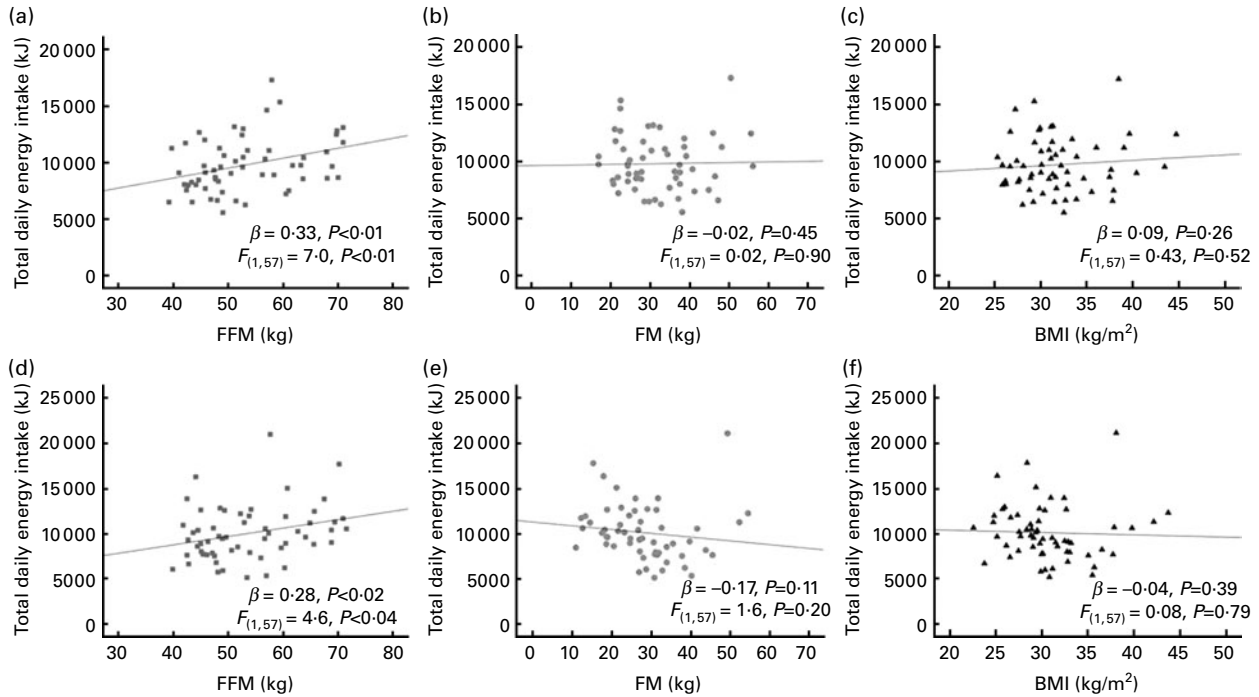 (a)
Total daily energy intake (kJ)
20 000
15 000
10 000
5000
0
30 40 50 60 70 80
FFM (kg)
β = 0·33, P<0·01
F(1,57) = 7·0, P<0·01
(b)
Total daily energy intake (kJ)
20 000
15 000
10 000
5000
0
0 10 20 30 40 50 60 70
FM (kg)
β = –0·02, P=0·45
F(1,57) = 0·02, P=0·90
(c)
Total daily energy intake (kJ)
20 000
15 000
10 000
5000
0
20 25 30 35 40 45 50
BMI (kg/m²)
β = 0·09, P=0·26
F(1,57) = 0·43, P=0·52
(d)
Total daily energy intake (kJ)
25 000
20 000
15 000
10 000
5000
0
30 40 50 60 70 80
FFM (kg)
β = 0·28, P<0·02
F(1,57) = 4·6, P<0·04
(e)
Total daily energy intake (kJ)
25 000
20 000
15 000
10 000
5000
0
0 10 20 30 40 50 60 70
FM (kg)
β = –0·17, P=0·11
F(1,57) = 1·6, P=0·20
(f)
Total daily energy intake (kJ)
25 000
20 000
15 000
10 000
5000
0
20 25 30 35 40 45 50
BMI (kg/m²)
β = –0·04, P=0·39
F(1,57) = 0·08, P=0·79